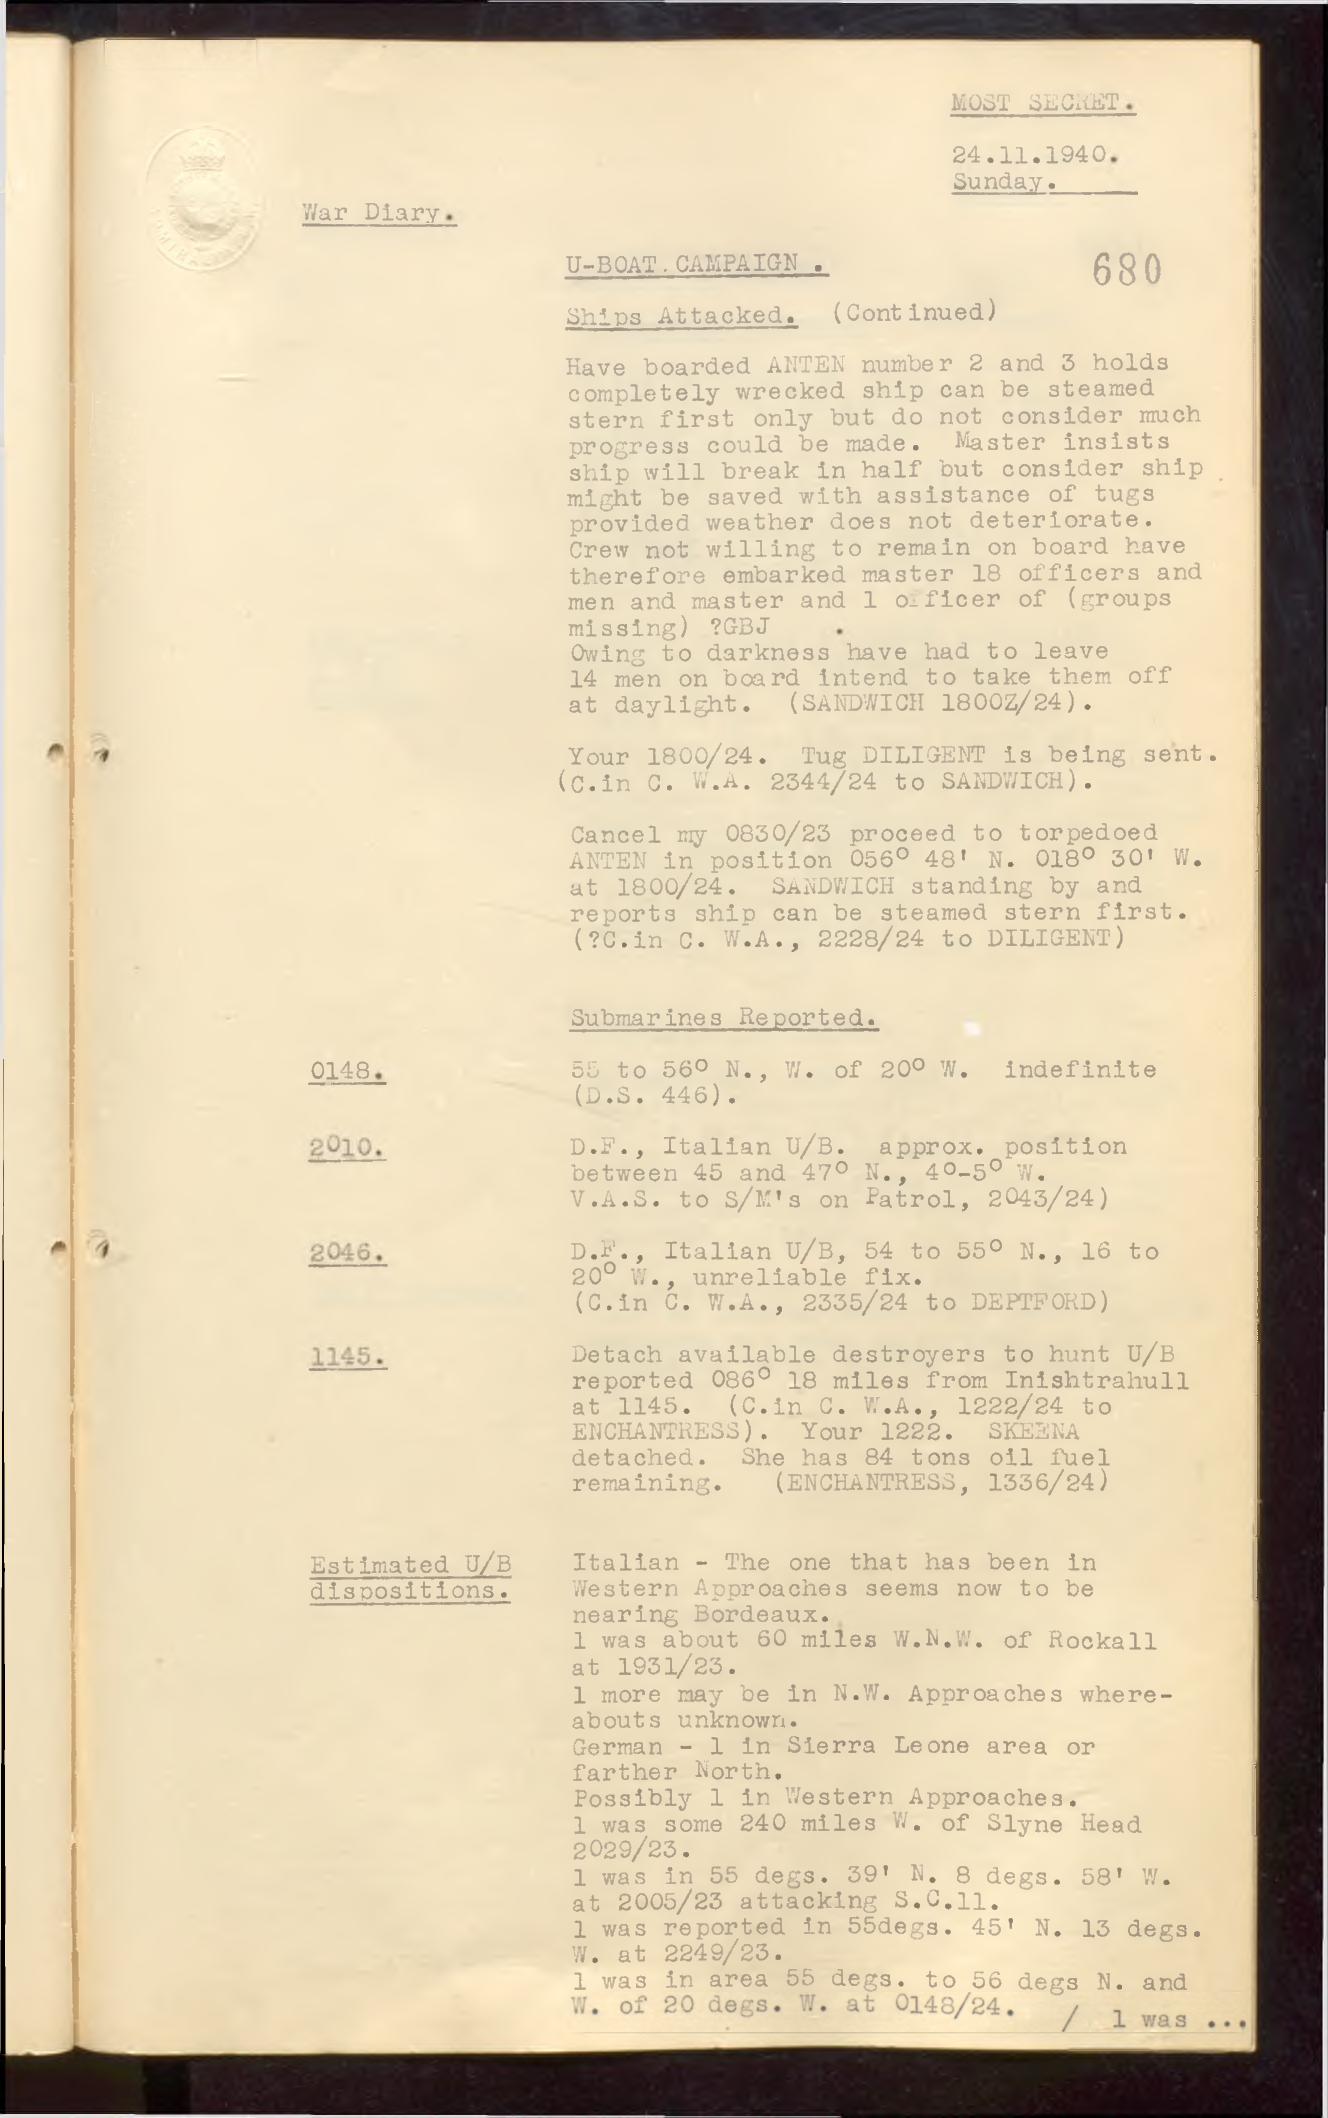 MOST SECRET.
24.11.1940.
Sunday.
War Diary.
U-BOAT.CAMPAIGN .
680
Ships Attacked. (Continued)
Have boarded ANTEN number 2 and 3 holds
completely wrecked ship can be steamed
stern first only but do not consider much
progress could be made. Master insists
ship will break in half but consider ship
might be saved with assistance of tugs
provided weather does not deteriorate.
Crew not willing to remain on board have
therefore embarked master 18 officers and
men and master and 1 officer of (groups
missing) ?GBJ .
Owing to darkness have had to leave
14 men on board intend to take them off
at daylight. (SANDWICH 1800Z/24).
Your 1800/24. Tug DILIGENT is being sent.
(C.in C. W.A. 2344/24 to SANDWICH).
Cancel my 0830/23 proceed to torpedoed
ANTEN in position 056° 48' N. 018° 30' W.
at 1800/24. SANDWICH standing by and
reports ship can be steamed stern first.
(?C.in C. W.A., 2228/24 to DILIGENT)
Submarines Reported.
0148. 55 to 56° N., W. of 20° W. indefinite
(D.S. 446).
2010. D.F., Italian U/B. approx. position
between 45 and 47° N., 4°-5° W.
V.A.S. to S/M's on Patrol, 2043/24)
2046. D.F., Italian U/B, 54 to 55° N., 16 to
20° W., unreliable fix.
(C.in C. W.A., 2335/24 to DEPTFORD)
1145. Detach available destroyers to hunt U/B
reported 086° 18 miles from Inishtrahull
at 1145. (C.in C. W.A., 1222/24 to
ENCHANTRESS). Your 1222. SKEENA
detached. She has 84 tons oil fuel
remaining. (ENCHANTRESS, 1336/24)
Estimated U/B
dispositions.
Italian - The one that has been in
Western Approaches seems now to be
nearing Bordeaux.
1 was about 60 miles W.N.W. of Rockall
at 1931/23.
1 more may be in N.W. Approaches where-
abouts unknown.
German - 1 in Sierra Leone area or
farther North.
Possibly 1 in Western Approaches.
1 was some 240 miles W. of Slyne Head
2029/23.
1 was in 55 degs. 39' N. 8 degs. 58' W.
at 2005/23 attacking S.C.11.
1 was reported in 55degs. 45' N. 13 degs.
W. at 2249/23.
1 was in area 55 degs. to 56 degs N. and
W. of 20 degs. W. at 0148/24.
/ 1 was ...